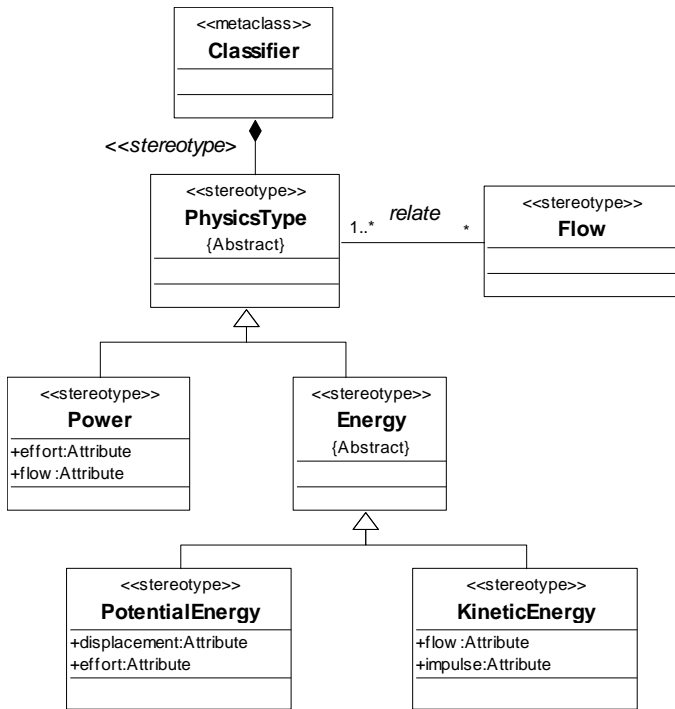 <<metaclass>>
Classifier
<<stereotype>
<<stereotype>>
PhysicsType
{Abstract}
1..*
relate
*
<<stereotype>>
Flow
<<stereotype>>
Power
+effort:Attribute
+flow :Attribute
<<stereotype>>
Energy
{Abstract}
<<stereotype>>
PotentialEnergy
+displacement:Attribute
+effort:Attribute
<<stereotype>>
KineticEnergy
+flow :Attribute
+impulse:Attribute